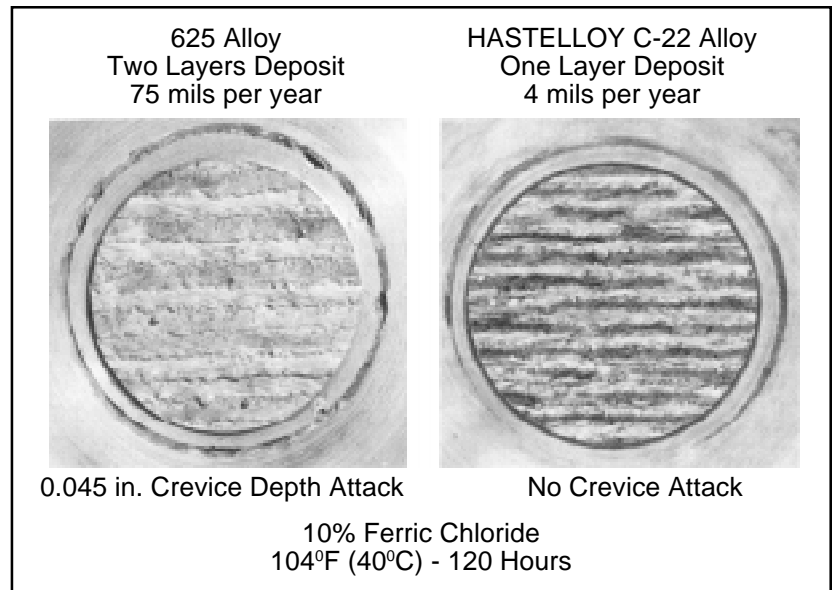 625 Alloy
Two Layers Deposit
75 mils per year
HASTELLOY C-22 Alloy
One Layer Deposit
4 mils per year
0.045 in. Crevice Depth Attack
No Crevice Attack
10% Ferric Chloride
104⁰F (40⁰C) - 120 Hours